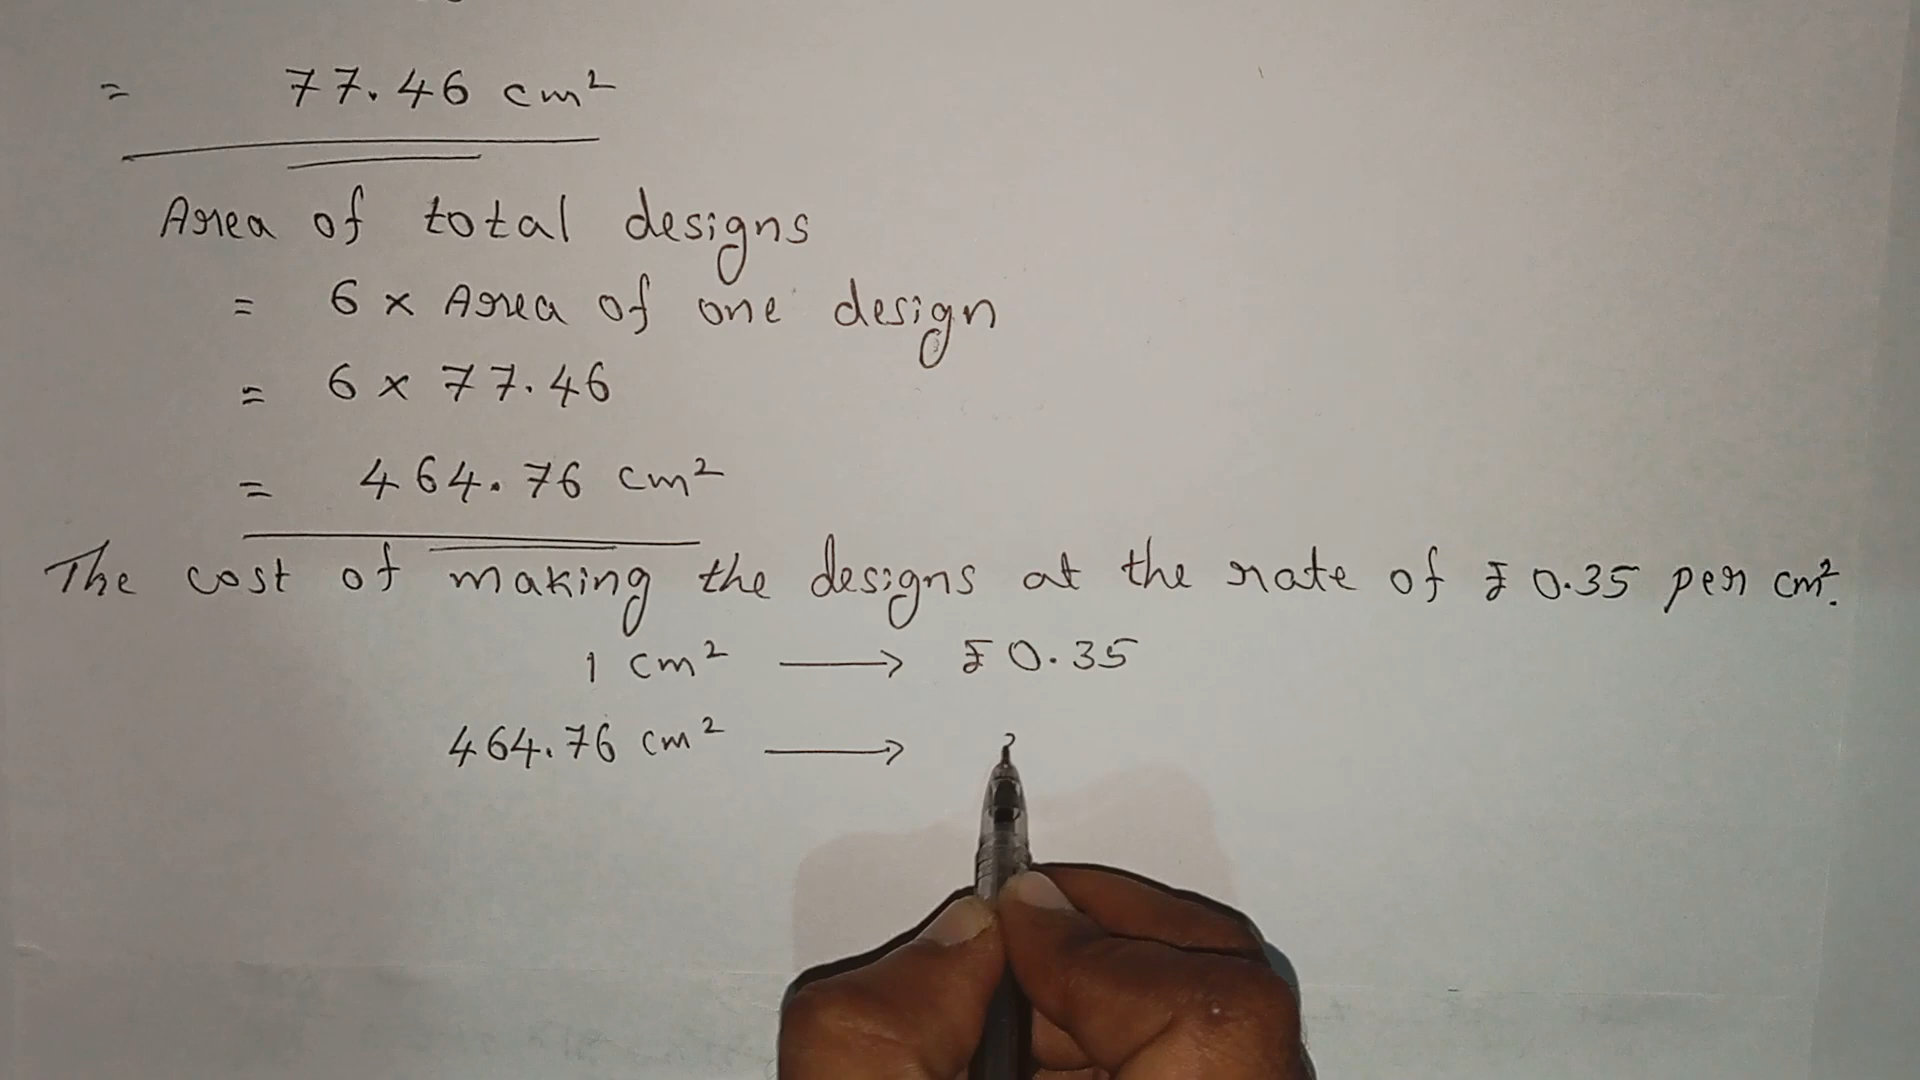 = 77.46 cm²
Area of total designs
= 6 × Area of one design
= 6 × 77.46
= 464.76 cm²
The cost of making the designs at the rate of ₹ 0.35 per cm².
1 cm² → ₹ 0.35
464.76 cm² → ?